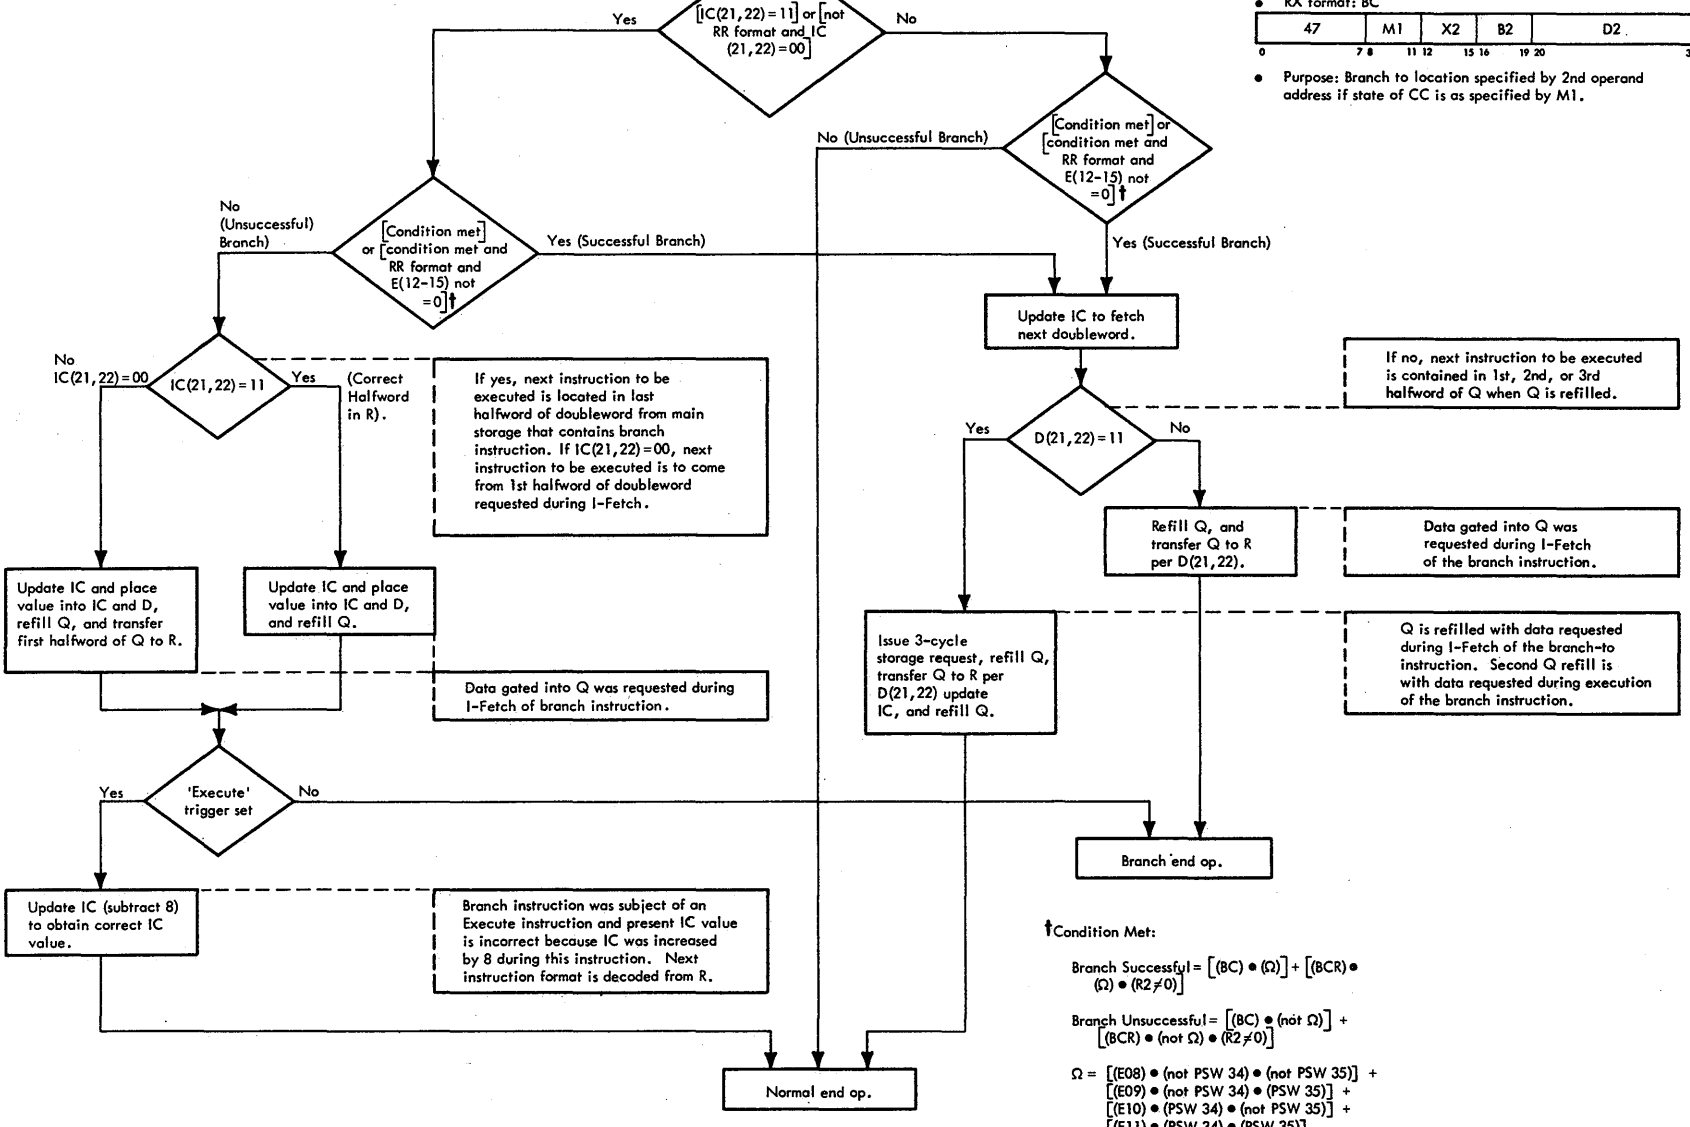 RX format: BC
47 M1 X2 B2 D2
0 7 8 11 12 15 16 19 20 3
• Purpose: Branch to location specified by 2nd operand
address if state of CC is as specified by M1.
Yes
[IC(21,22)=11] or [not
RR format and IC
(21,22)=00]
No
No (Unsuccessful Branch)
[Condition met] or
[condition met and
RR format and
E(12-15) not
=0]†
Yes (Successful Branch)
No
(Unsuccessful)
Branch)
[Condition met]
or [condition met and
RR format and
E(12-15) not
=0]†
Yes (Successful Branch)
Update IC to fetch
next doubleword.
No
IC(21,22)=00
IC(21,22)=11
Yes
(Correct
Halfword
in R).
If yes, next instruction to be
executed is located in last
halfword of doubleword from main
storage that contains branch
instruction. If IC(21,22)=00, next
instruction to be executed is to come
from 1st halfword of doubleword
requested during I-Fetch.
If no, next instruction to be executed
is contained in 1st, 2nd, or 3rd
halfword of Q when Q is refilled.
Yes
D(21,22)=11
No
Refill Q, and
transfer Q to R
per D(21,22).
Data gated into Q was
requested during I-Fetch
of the branch instruction.
Update IC and place
value into IC and D,
refill Q, and transfer
first halfword of Q to R.
Update IC and place
value into IC and D,
and refill Q.
Issue 3-cycle
storage request, refill Q,
transfer Q to R per
D(21,22) update
IC, and refill Q.
Q is refilled with data requested
during I-Fetch of the branch-to
instruction. Second Q refill is
with data requested during execution
of the branch instruction.
Data gated into Q was requested during
I-Fetch of branch instruction.
Yes
'Execute'
trigger set
No
Branch end op.
Update IC (subtract 8)
to obtain correct IC
value.
Branch instruction was subject of an
Execute instruction and present IC value
is incorrect because IC was increased
by 8 during this instruction. Next
instruction format is decoded from R.
Normal end op.
†Condition Met:
Branch Successful = [(BC) • (Ω)] + [(BCR) •
(Ω) • (R2≠0)]
Branch Unsuccessful = [(BC) • (not Ω)] +
[(BCR) • (not Ω) • (R2≠0)]
Ω = [(E08) • (not PSW 34) • (not PSW 35)] +
[(E09) • (not PSW 34) • (PSW 35)] +
[(E10) • (PSW 34) • (not PSW 35)] +
[(E11) • (PSW 34) • (PSW 35)]